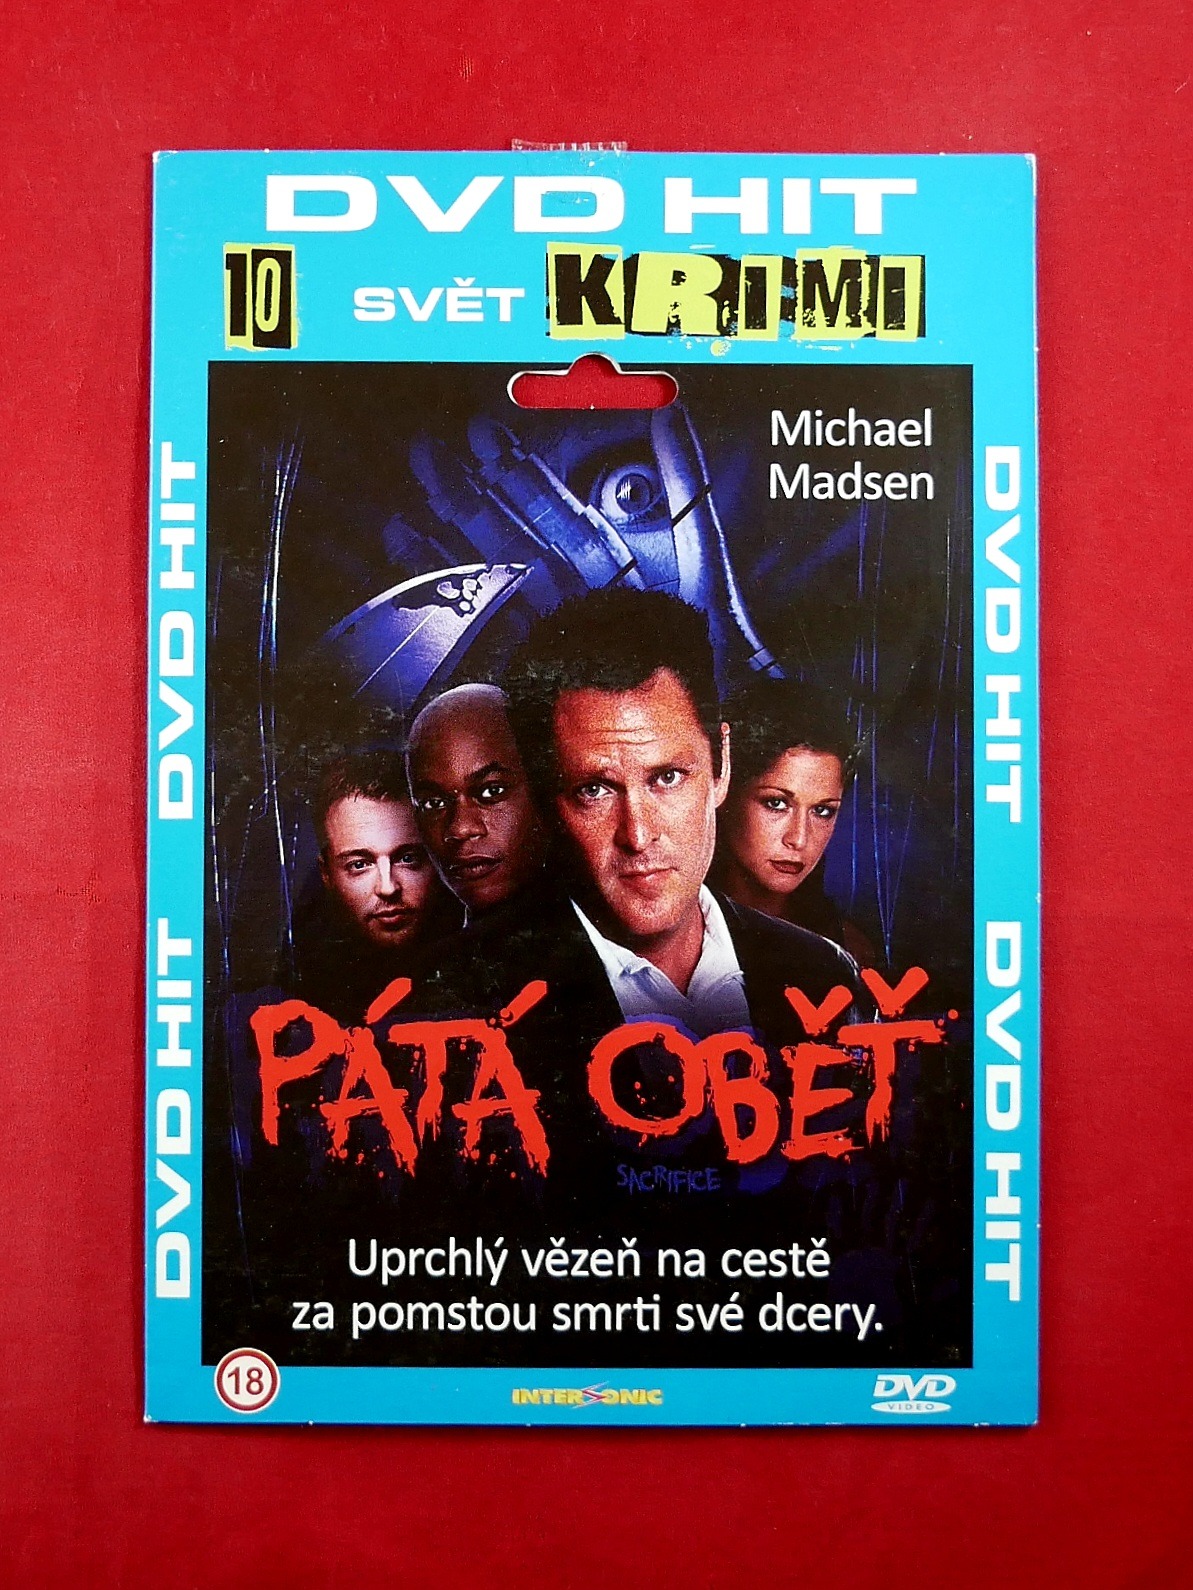 DVD HIT
10 SVĚT KRIMI
Michael
Madsen
DVD HIT
DVD HIT
DVD HIT
DVD HIT
PÁTÁ OBĚŤ
SACRIFICE
Uprchlý vězeň na cestě
za pomstou smrti své dcery.
18
INTERSONIC
DVD
VIDEO